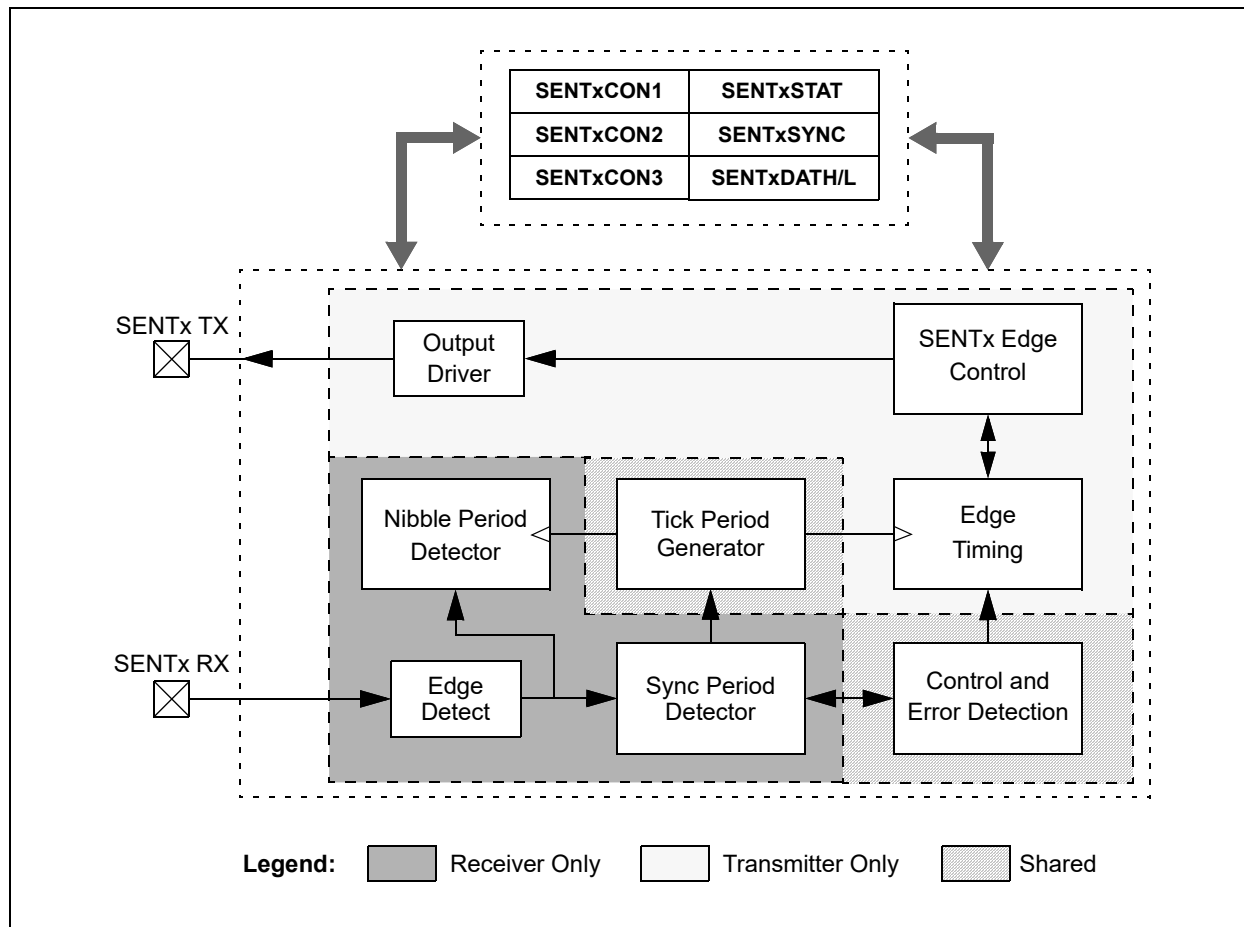 SENTxCON1
SENTxSTAT
SENTxCON2
SENTxSYNC
SENTxCON3
SENTxDATH/L
SENTx TX
Output
Driver
SENTx Edge
Control
Nibble Period
Detector
Tick Period
Generator
Edge
Timing
SENTx RX
Edge
Detect
Sync Period
Detector
Control and
Error Detection
Legend:
Receiver Only
Transmitter Only
Shared